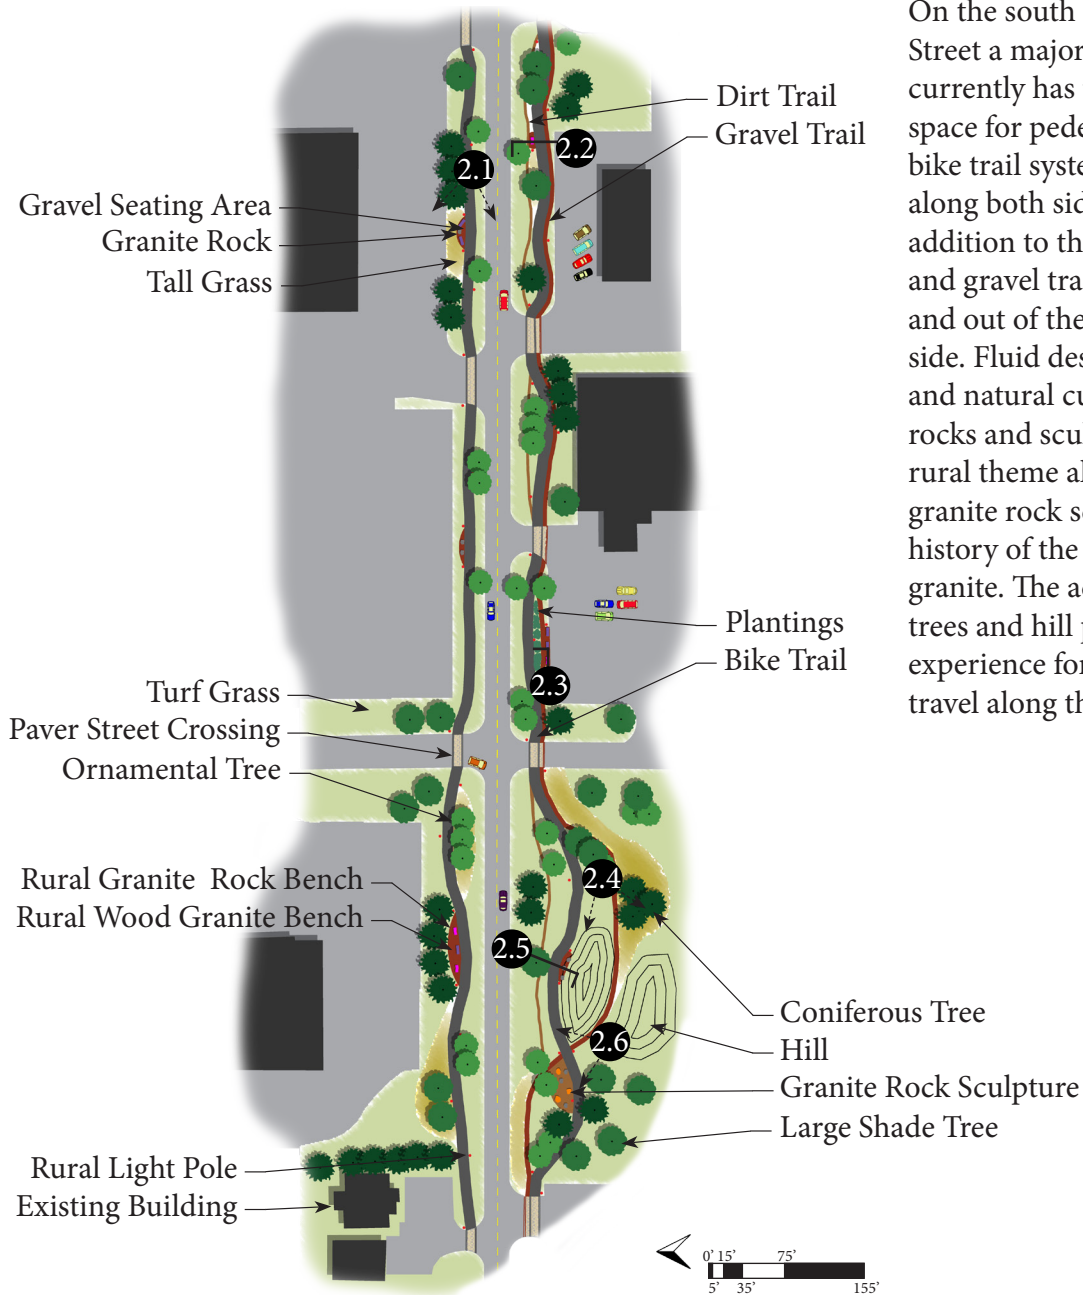 Dirt Trail
Gravel Trail
2.1
2.2
Gravel Seating Area
Granite Rock
Tall Grass
Plantings
Bike Trail
2.3
Turf Grass
Paver Street Crossing
Ornamental Tree
Rural Granite Rock Bench
Rural Wood Granite Bench
2.4
2.5
2.6
Coniferous Tree
Hill
Granite Rock Sculpture
Large Shade Tree
Rural Light Pole
Existing Building
0' 15' 75'
5' 35' 155'
On the south
Street a major
currently has
space for pede
bike trail syste
along both sid
addition to the
and gravel tra
and out of the
side. Fluid des
and natural cu
rocks and scul
rural theme al
granite rock s
history of the
granite. The a
trees and hill p
experience for
travel along th